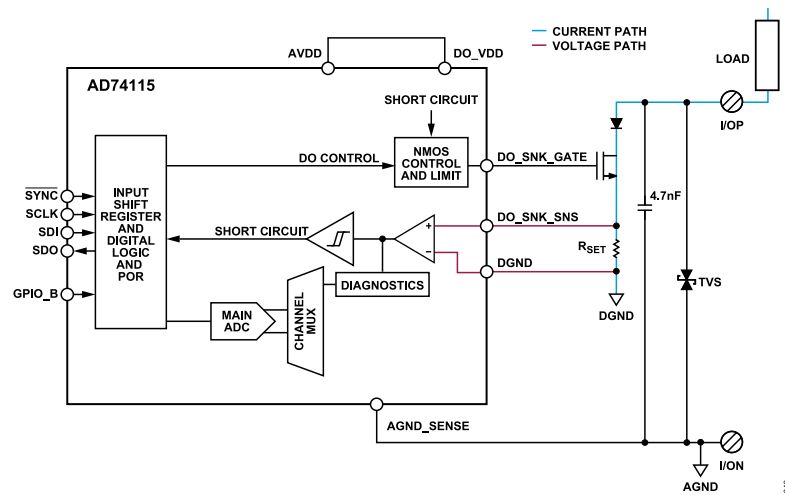 CURRENT PATH
VOLTAGE PATH
LOAD
AVDD
DO_VDD
AD74115
SHORT CIRCUIT
I/OP
DO CONTROL
NMOS
CONTROL
AND LIMIT
DO_SNK_GATE
SYNC
SCLK
SDI
SDO
GPIO_B
INPUT
SHIFT
REGISTER
AND
DIGITAL
LOGIC
AND
POR
4.7nF
SHORT CIRCUIT
+
−
DO_SNK_SNS
RSET
DGND
DIAGNOSTICS
TVS
DGND
MAIN
ADC
CHANNEL
MUX
AGND_SENSE
I/ON
AGND